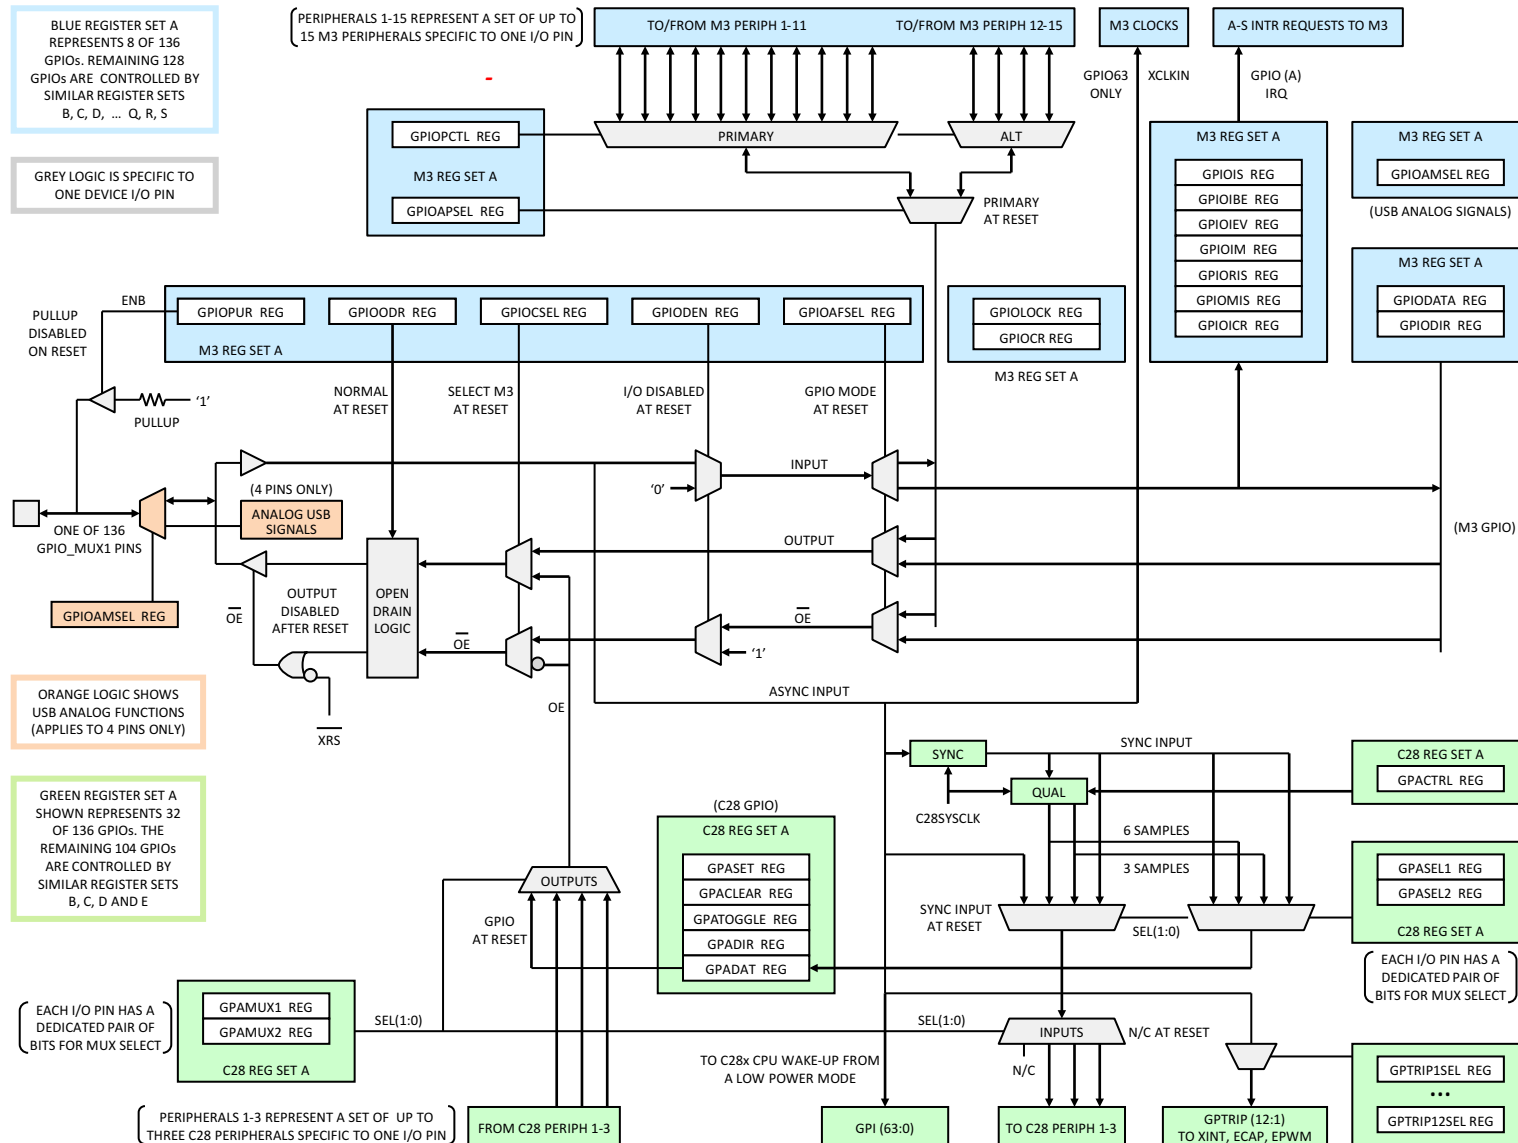 BLUE REGISTER SET A
REPRESENTS 8 OF 136
GPIOs. REMAINING 128
GPIOs ARE CONTROLLED BY
SIMILAR REGISTER SETS
B, C, D, ... Q, R, S
GREY LOGIC IS SPECIFIC TO
ONE DEVICE I/O PIN
PERIPHERALS 1-15 REPRESENT A SET OF UP TO
15 M3 PERIPHERALS SPECIFIC TO ONE I/O PIN
-
TO/FROM M3 PERIPH 1-11
TO/FROM M3 PERIPH 12-15
M3 CLOCKS
A-S INTR REQUESTS TO M3
GPIO63
ONLY
XCLKIN
GPIO (A)
IRQ
GPIOPCTL REG
M3 REG SET A
GPIOAPSEL REG
PRIMARY
ALT
PRIMARY
AT RESET
M3 REG SET A
GPIOIS REG
GPIOIBE REG
GPIOIEV REG
GPIOIM REG
GPIORIS REG
GPIOMIS REG
GPIOICR REG
M3 REG SET A
GPIOAMSEL REG
(USB ANALOG SIGNALS)
M3 REG SET A
GPIODATA REG
GPIODIR REG
ENB
PULLUP
DISABLED
ON RESET
GPIOPUR REG
GPIOODR REG
GPIOCSEL REG
GPIODEN REG
GPIOAFSEL REG
M3 REG SET A
GPIOLOCK REG
GPIOCR REG
M3 REG SET A
NORMAL
AT RESET
SELECT M3
AT RESET
I/O DISABLED
AT RESET
GPIO MODE
AT RESET
'1'
PULLUP
INPUT
'0'
(4 PINS ONLY)
ANALOG USB
SIGNALS
ONE OF 136
GPIO_MUX1 PINS
OUTPUT
(M3 GPIO)
GPIOAMSEL REG
OE
OUTPUT
DISABLED
AFTER RESET
OPEN
DRAIN
LOGIC
OE
OE
'1'
ASYNC INPUT
OE
XRS
ORANGE LOGIC SHOWS
USB ANALOG FUNCTIONS
(APPLIES TO 4 PINS ONLY)
GREEN REGISTER SET A
SHOWN REPRESENTS 32
OF 136 GPIOs. THE
REMAINING 104 GPIOs
ARE CONTROLLED BY
SIMILAR REGISTER SETS
B, C, D AND E
SYNC
SYNC INPUT
QUAL
C28SYSCLK
C28 REG SET A
GPACTRL REG
6 SAMPLES
3 SAMPLES
(C28 GPIO)
C28 REG SET A
GPASET REG
GPACLEAR REG
GPATOGGLE REG
GPADIR REG
GPADAT REG
OUTPUTS
GPIO
AT RESET
SYNC INPUT
AT RESET
SEL(1:0)
GPASEL1 REG
GPASEL2 REG
C28 REG SET A
EACH I/O PIN HAS A
DEDICATED PAIR OF
BITS FOR MUX SELECT
EACH I/O PIN HAS A
DEDICATED PAIR OF
BITS FOR MUX SELECT
GPAMUX1 REG
GPAMUX2 REG
C28 REG SET A
SEL(1:0)
SEL(1:0)
INPUTS
N/C AT RESET
N/C
TO C28x CPU WAKE-UP FROM
A LOW POWER MODE
GPTRIP1SEL REG
...
GPTRIP12SEL REG
PERIPHERALS 1-3 REPRESENT A SET OF UP TO
THREE C28 PERIPHERALS SPECIFIC TO ONE I/O PIN
FROM C28 PERIPH 1-3
GPI (63:0)
TO C28 PERIPH 1-3
GPTRIP (12:1)
TO XINT, ECAP, EPWM